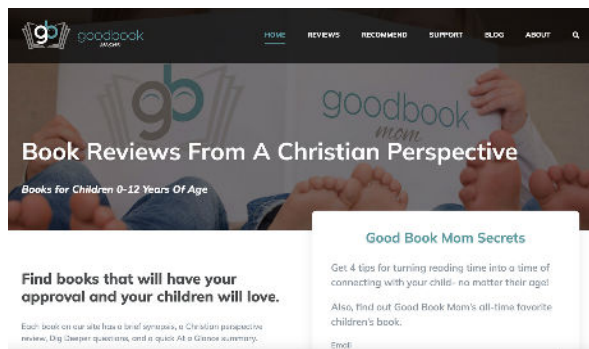 gb goodbook
HOME REVIEWS RECOMMEND SUPPORT BLOG ABOUT
gb goodbook
mom
Book Reviews From A Christian Perspective
Books for Children 0-12 Years Of Age
Good Book Mom Secrets
Get 4 tips for turning reading time into a time of
connecting with your child- no matter their age!
Also, find out Good Book Mom's all-time favorite
children's book.
Email
Find books that will have your
approval and your children will love.
Each book on our site has a brief synopsis, a Christian perspective
review, Dig Deeper questions, and a quick At a Glance summary.